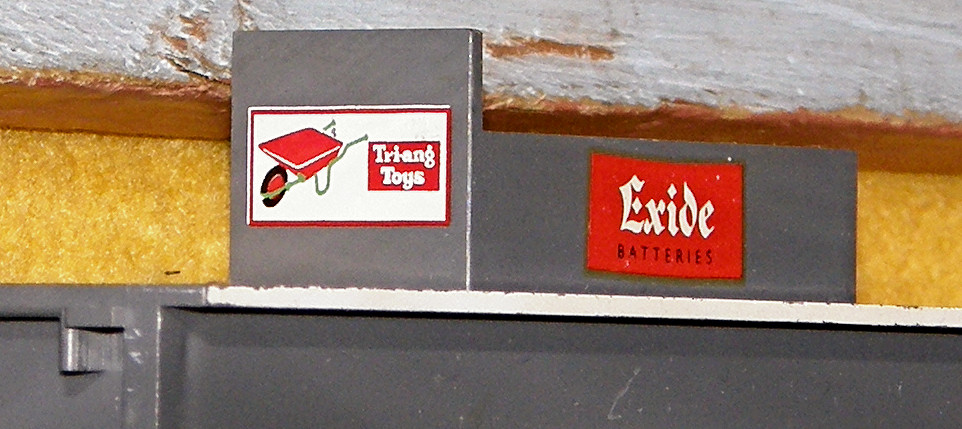 Tri-ang
Toys
Exide
BATTERIES